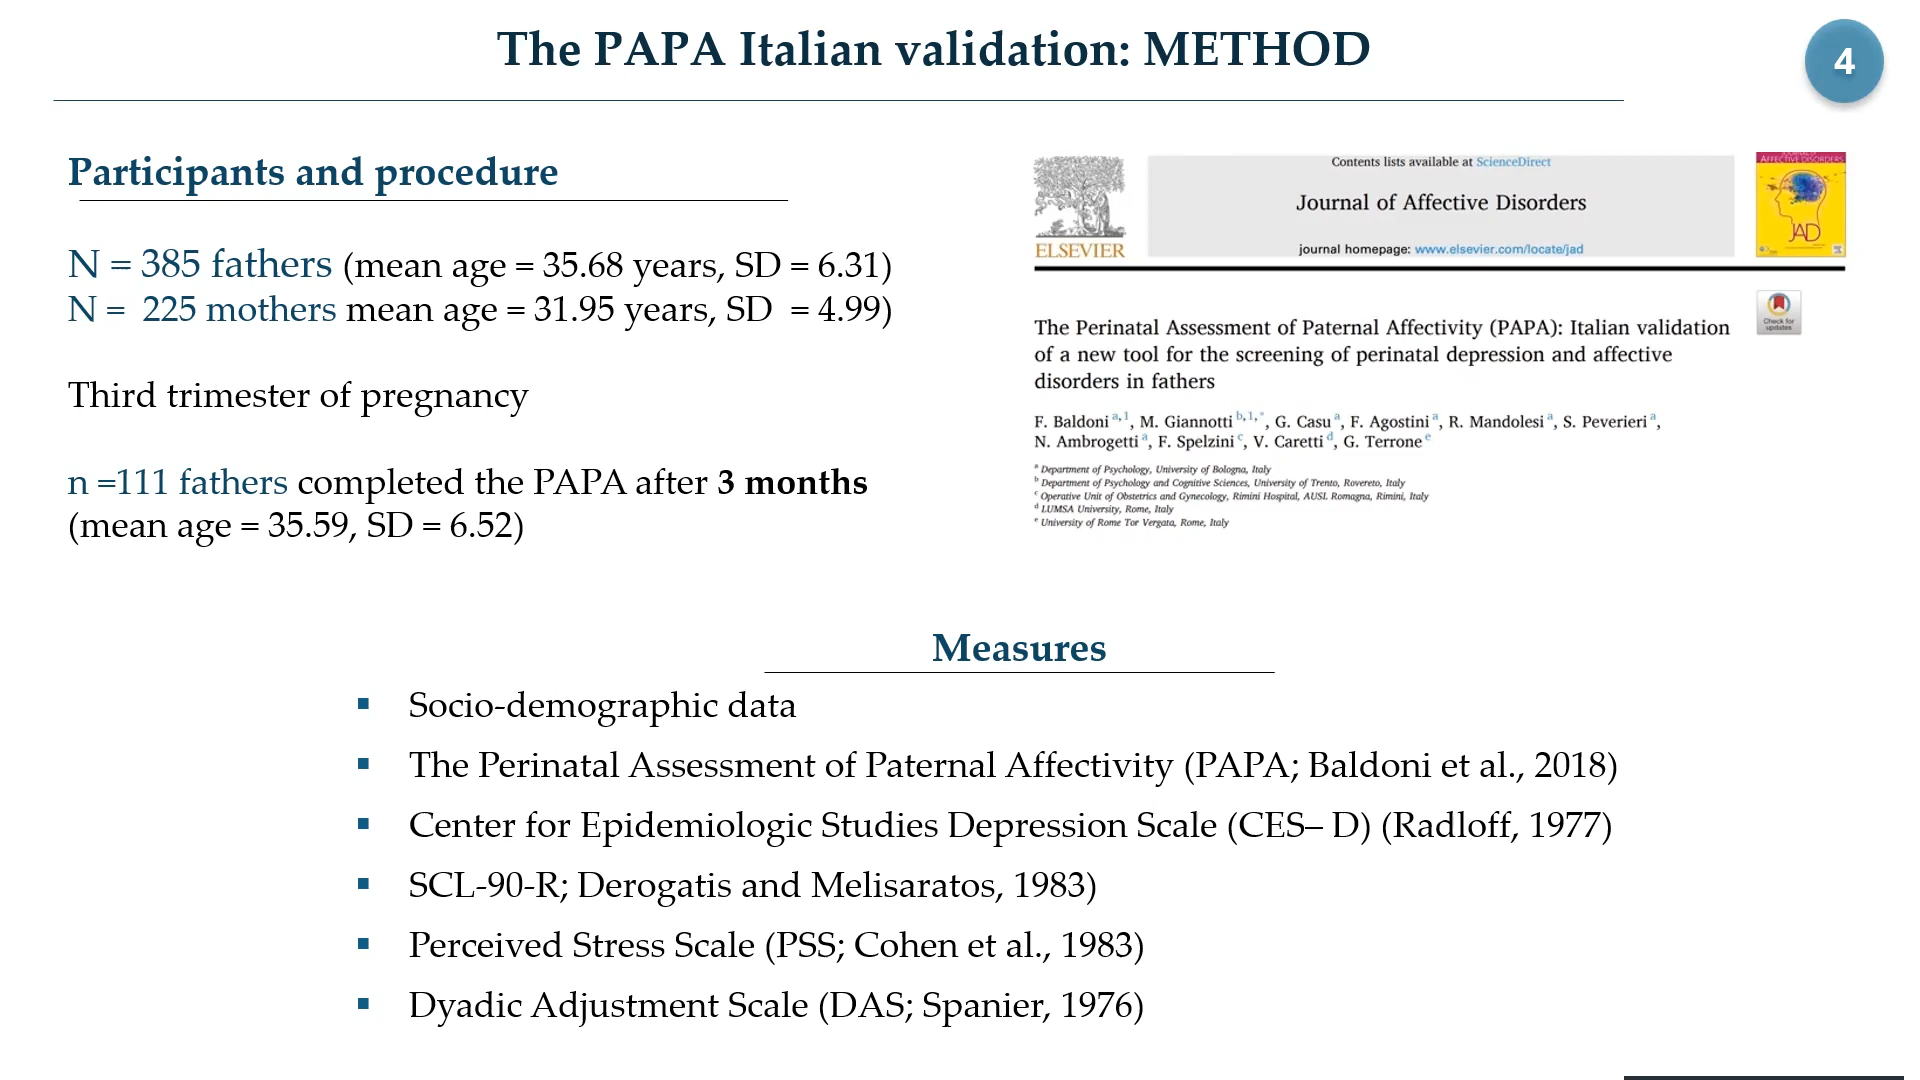 The PAPA Italian validation: METHOD
4
Participants and procedure
N = 385 fathers (mean age = 35.68 years, SD = 6.31)
N =  225 mothers mean age = 31.95 years, SD  = 4.99)
Third trimester of pregnancy
n =111 fathers completed the PAPA after 3 months
(mean age = 35.59, SD = 6.52)
ELSEVIER
Contents lists available at ScienceDirect
Journal of Affective Disorders
journal homepage: www.elsevier.com/locate/jad
AFFECTIVE DISORDERS
JAD
Check for
updates
The Perinatal Assessment of Paternal Affectivity (PAPA): Italian validation
of a new tool for the screening of perinatal depression and affective
disorders in fathers
F. Baldoni a,1, M. Giannotti b,1,*, G. Casu a, F. Agostini a, R. Mandolesi a, S. Peverieri a,
N. Ambrogetti a, F. Spelzini c, V. Caretti d, G. Terrone e
a Department of Psychology, University of Bologna, Italy
b Department of Psychology and Cognitive Sciences, University of Trento, Rovereto, Italy
c Operative Unit of Obstetrics and Gynecology, Rimini Hospital, AUSL Romagna, Rimini, Italy
d LUMSA University, Rome, Italy
e University of Rome Tor Vergata, Rome, Italy
Measures
▪ Socio-demographic data
▪ The Perinatal Assessment of Paternal Affectivity (PAPA; Baldoni et al., 2018)
▪ Center for Epidemiologic Studies Depression Scale (CES– D) (Radloff, 1977)
▪ SCL-90-R; Derogatis and Melisaratos, 1983)
▪ Perceived Stress Scale (PSS; Cohen et al., 1983)
▪ Dyadic Adjustment Scale (DAS; Spanier, 1976)